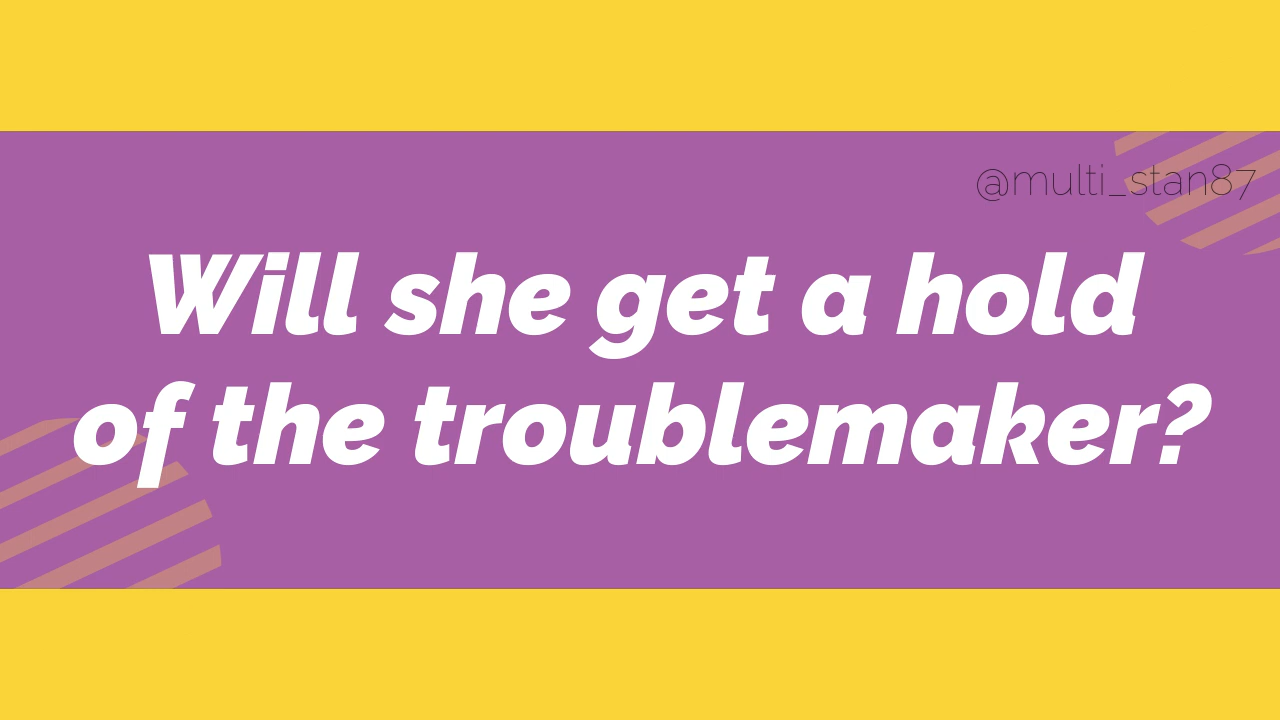 @multi_stan87
Will she get a hold
of the troublemaker?